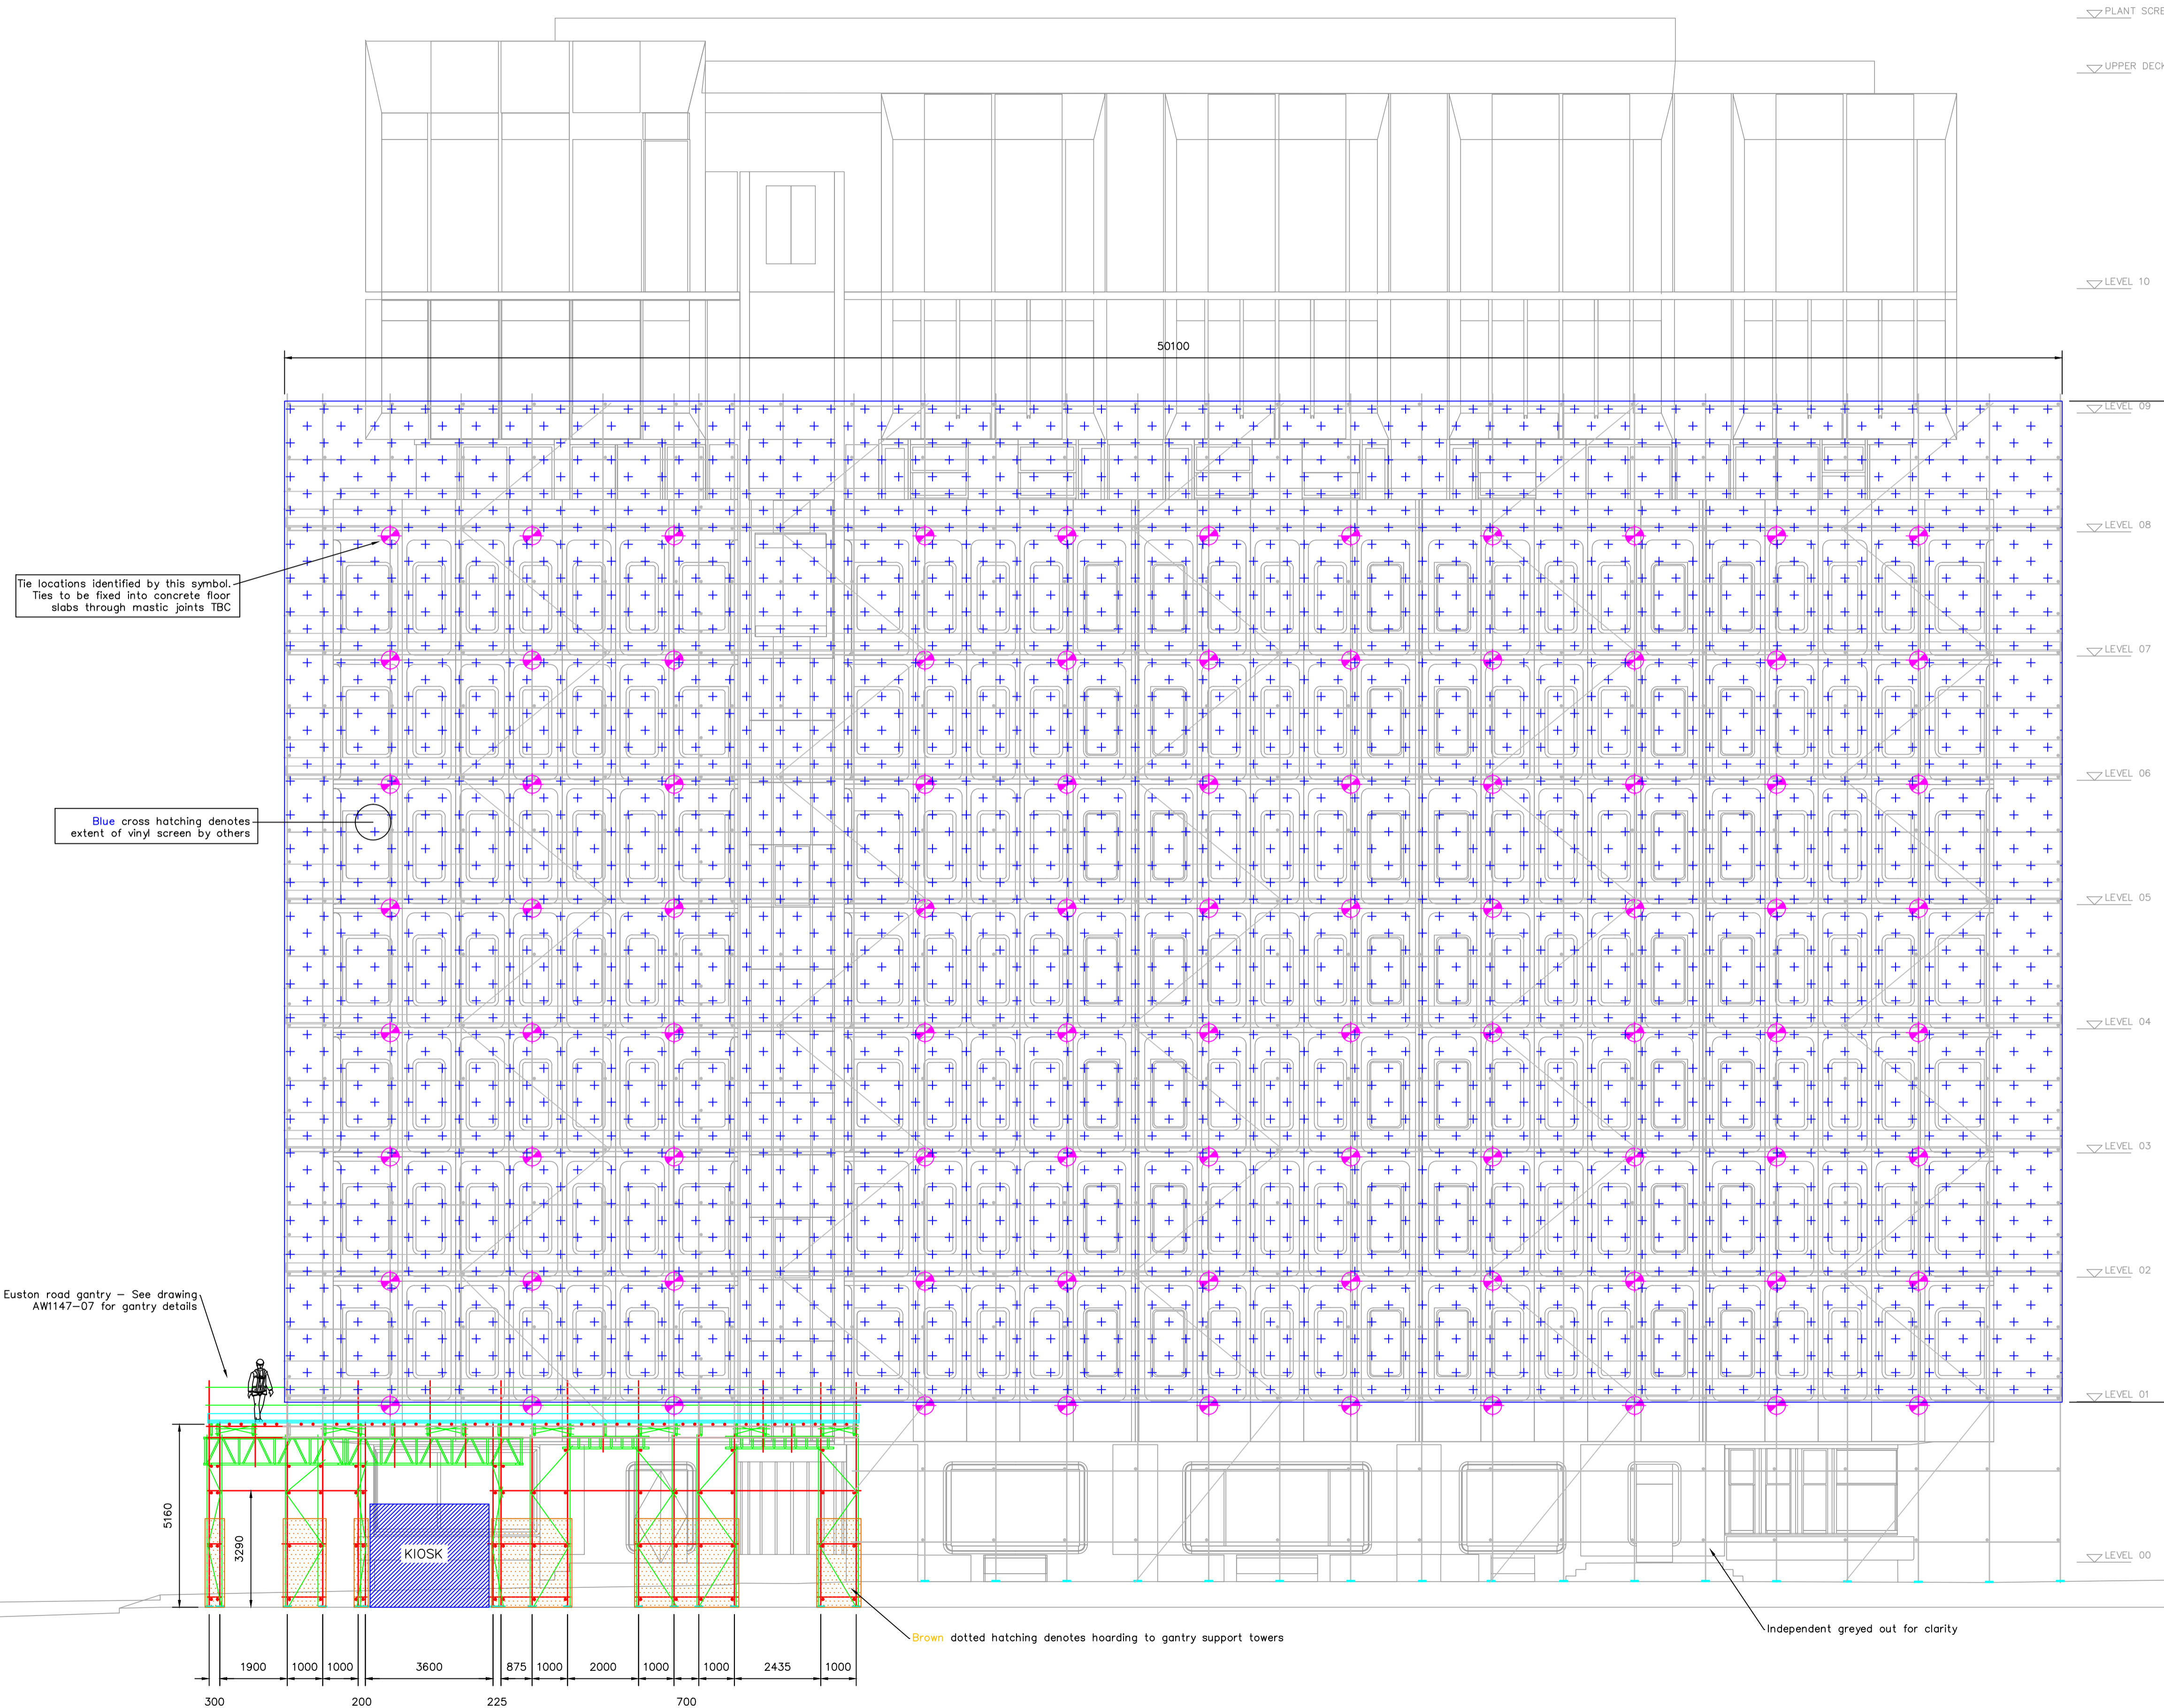 PLANT SCRE
UPPER DECK
LEVEL 10
50100
LEVEL 09
LEVEL 08
Tie locations identified by this symbol.
Ties to be fixed into concrete floor
slabs through mastic joints TBC
LEVEL 07
LEVEL 06
Blue cross hatching denotes
extent of vinyl screen by others
LEVEL 05
LEVEL 04
LEVEL 03
LEVEL 02
Euston road gantry – See drawing
AW1147–07 for gantry details
LEVEL 01
5160
3290
KIOSK
LEVEL 00
Independent greyed out for clarity
Brown dotted hatching denotes hoarding to gantry support towers
1900 1000 1000 3600 875 1000 2000 1000 1000 2435 1000
300 200 225 700